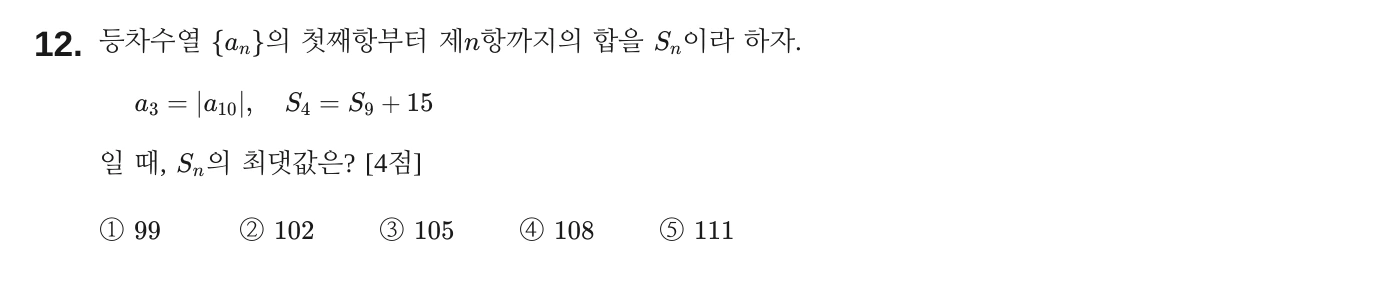 12. 등차수열 {aₙ}의 첫째항부터 제n항까지의 합을 Sₙ이라 하자.
a₃ = |a₁₀|, S₄ = S₉ + 15
일 때, Sₙ의 최댓값은? [4점]
① 99 ② 102 ③ 105 ④ 108 ⑤ 111